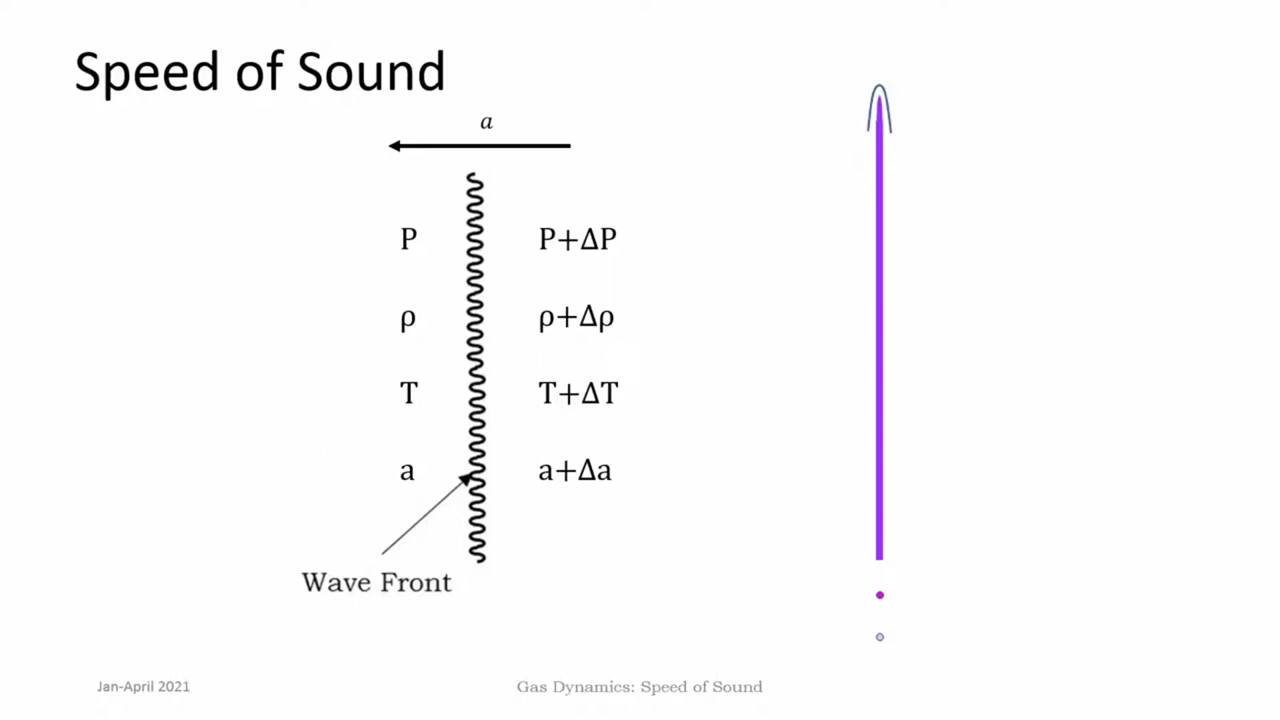 Speed of Sound
a
P P+ΔP
ρ ρ+Δρ
T T+ΔT
a a+Δa
Wave Front
Jan-April 2021 Gas Dynamics: Speed of Sound